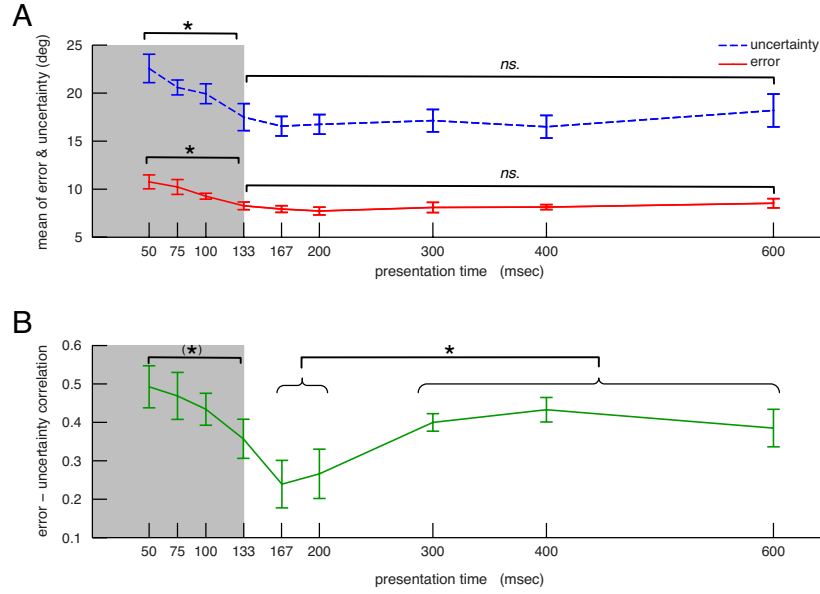 A
mean of error & uncertainty (deg)
25
20
15
10
5
*
*
ns.
ns.
uncertainty
error
50 75 100 133 167 200 300 400 600
presentation time (msec)
B
error – uncertainty correlation
0.6
0.5
0.4
0.3
0.2
0.1
(*)
*
50 75 100 133 167 200 300 400 600
presentation time (msec)